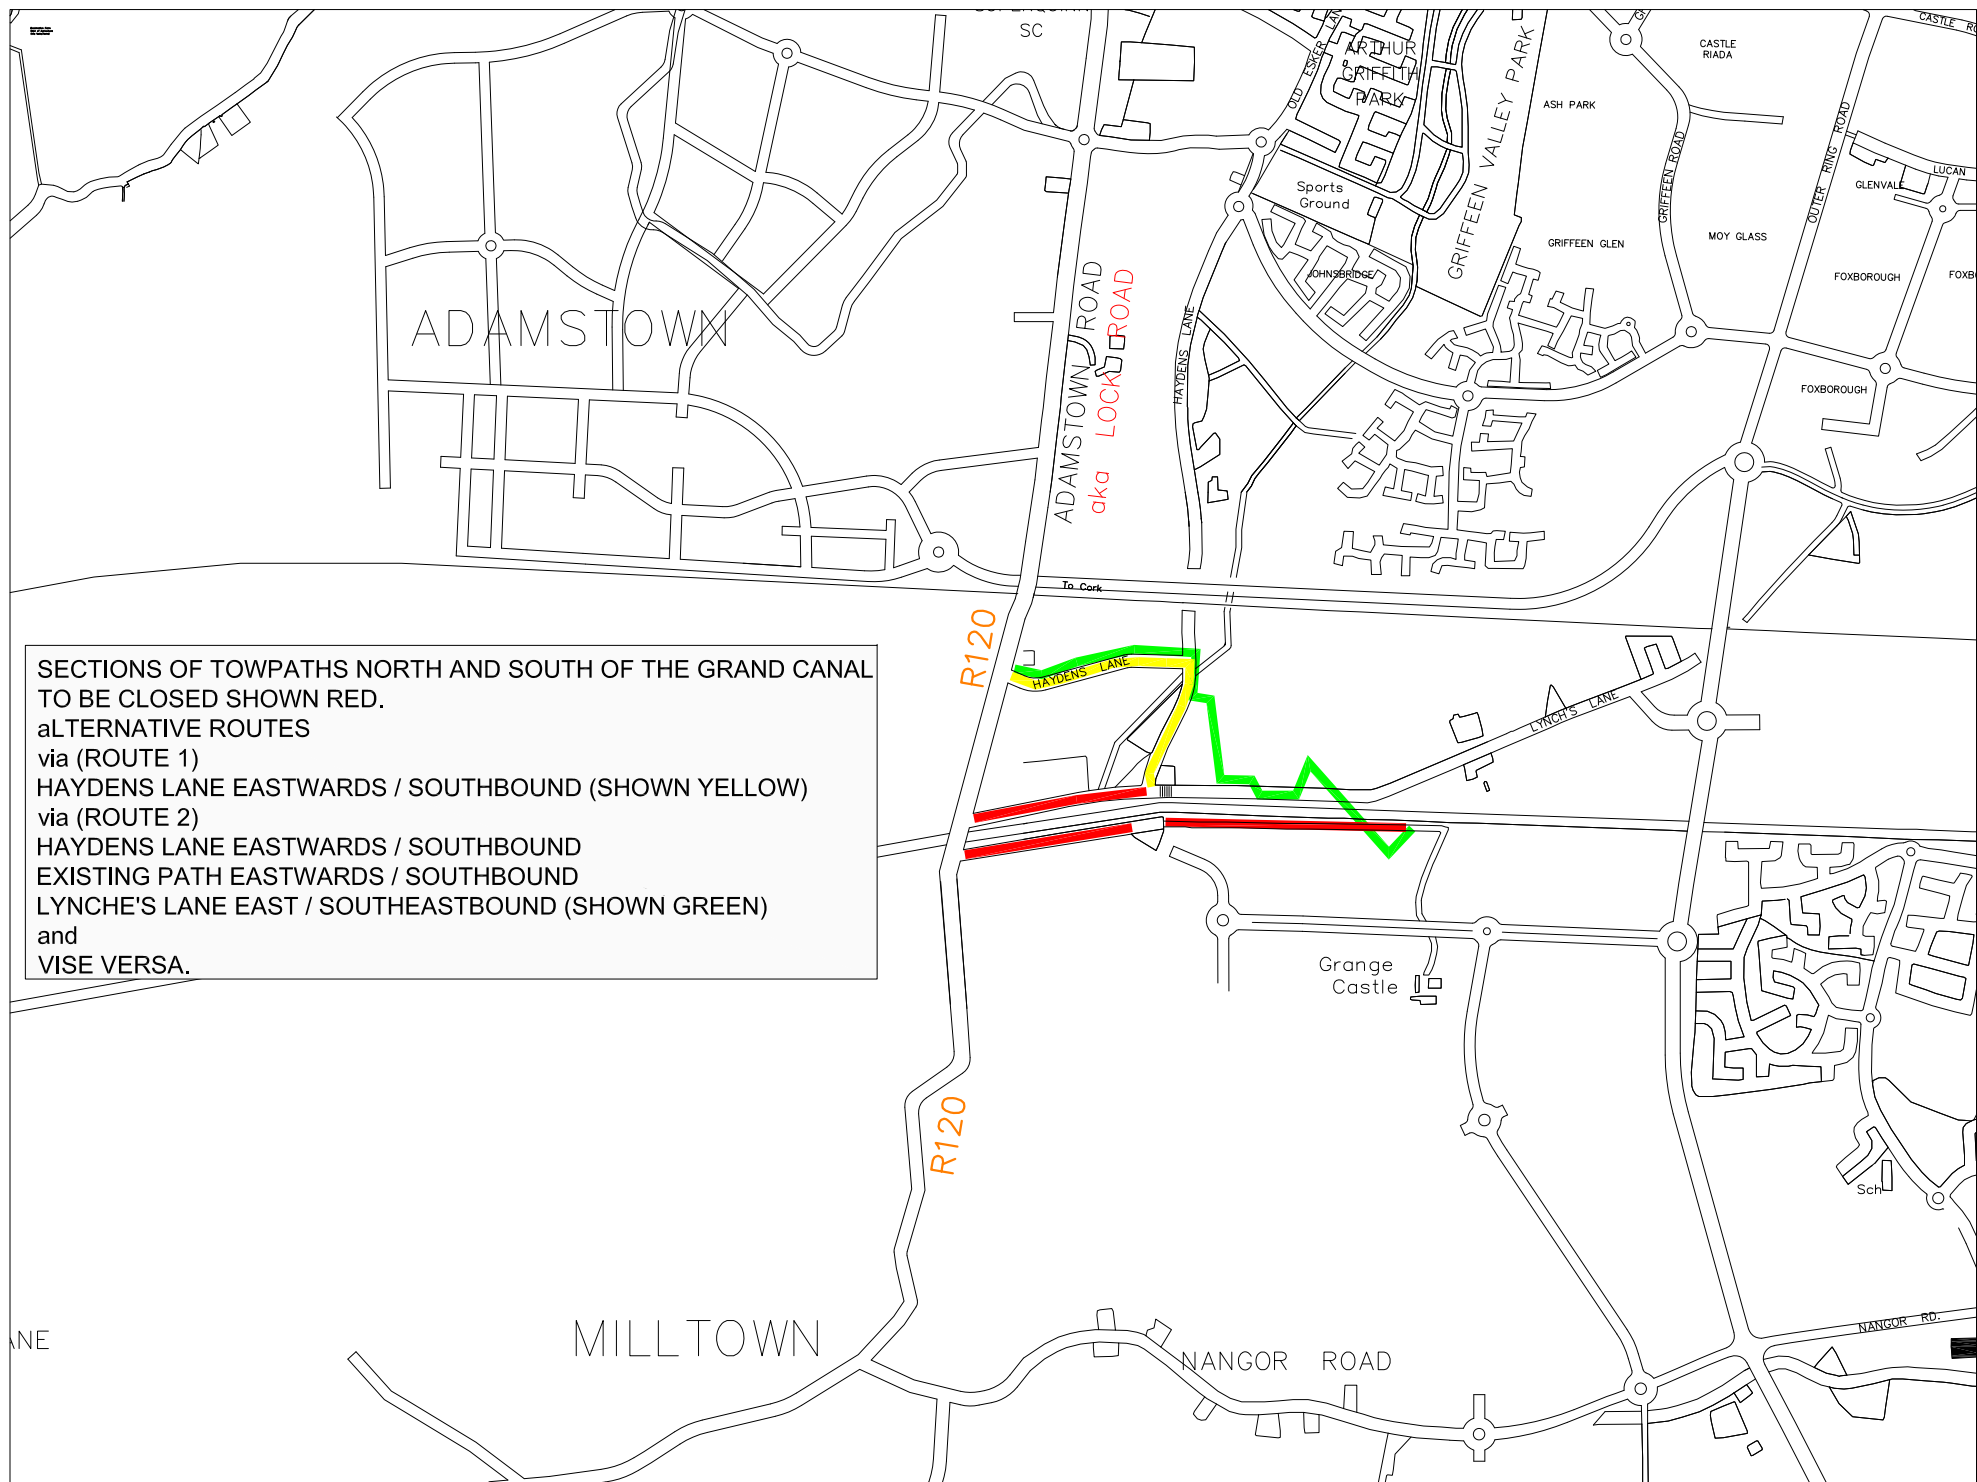 SC
ARTHUR
GRIFFITH
PARK
OLD ESKER LAN
GRIFFEEN VALLEY PARK
CASTLE
RIADA
CASTLE
ASH PARK
GRIFFEEN ROAD
OUTER RING ROAD
LUCAN
GLENVALE
Sports
Ground
GRIFFEEN GLEN
MOY GLASS
JOHNSBRIDGE
FOXBOROUGH
FOXB
FOXBOROUGH
ADAMSTOWN
ADAMSTOWN ROAD
aka LOCK ROAD
HAYDENS LANE
To Cork
R120
HAYDENS LANE
LYNCH'S LANE
SECTIONS OF TOWPATHS NORTH AND SOUTH OF THE GRAND CANAL
TO BE CLOSED SHOWN RED.
aLTERNATIVE ROUTES
via (ROUTE 1)
HAYDENS LANE EASTWARDS / SOUTHBOUND (SHOWN YELLOW)
via (ROUTE 2)
HAYDENS LANE EASTWARDS / SOUTHBOUND
EXISTING PATH EASTWARDS / SOUTHBOUND
LYNCHE'S LANE EAST / SOUTHEASTBOUND (SHOWN GREEN)
and
VISE VERSA.
Grange
Castle
R120
Sch
MILLTOWN
NANGOR ROAD
NANGOR RD.
ANE